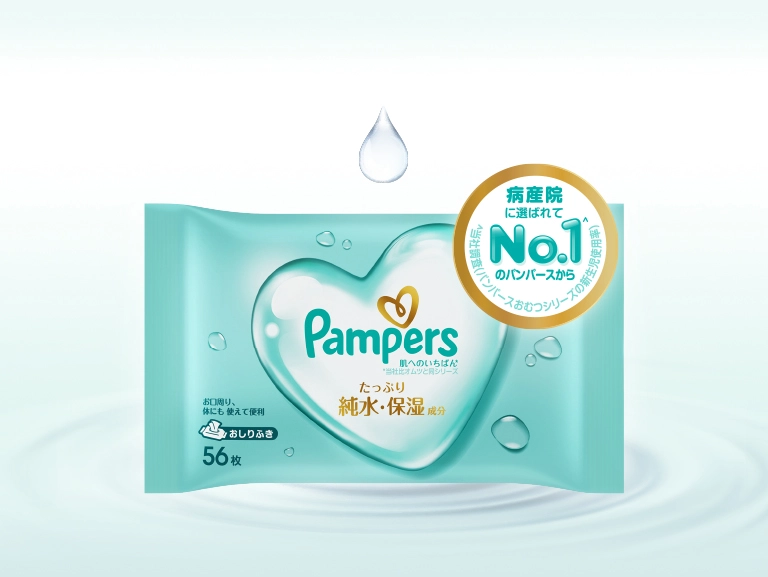 病産院
に選ばれて
No.1^
のパンパースから
^当社調査(パンパースおむつシリーズの新生児使用率)
Pampers
肌へのいちばん*
*当社比オムツと同シリーズ
たっぷり
純水・保湿 成分
お口周り、
体にも 使えて便利
おしりふき
56枚